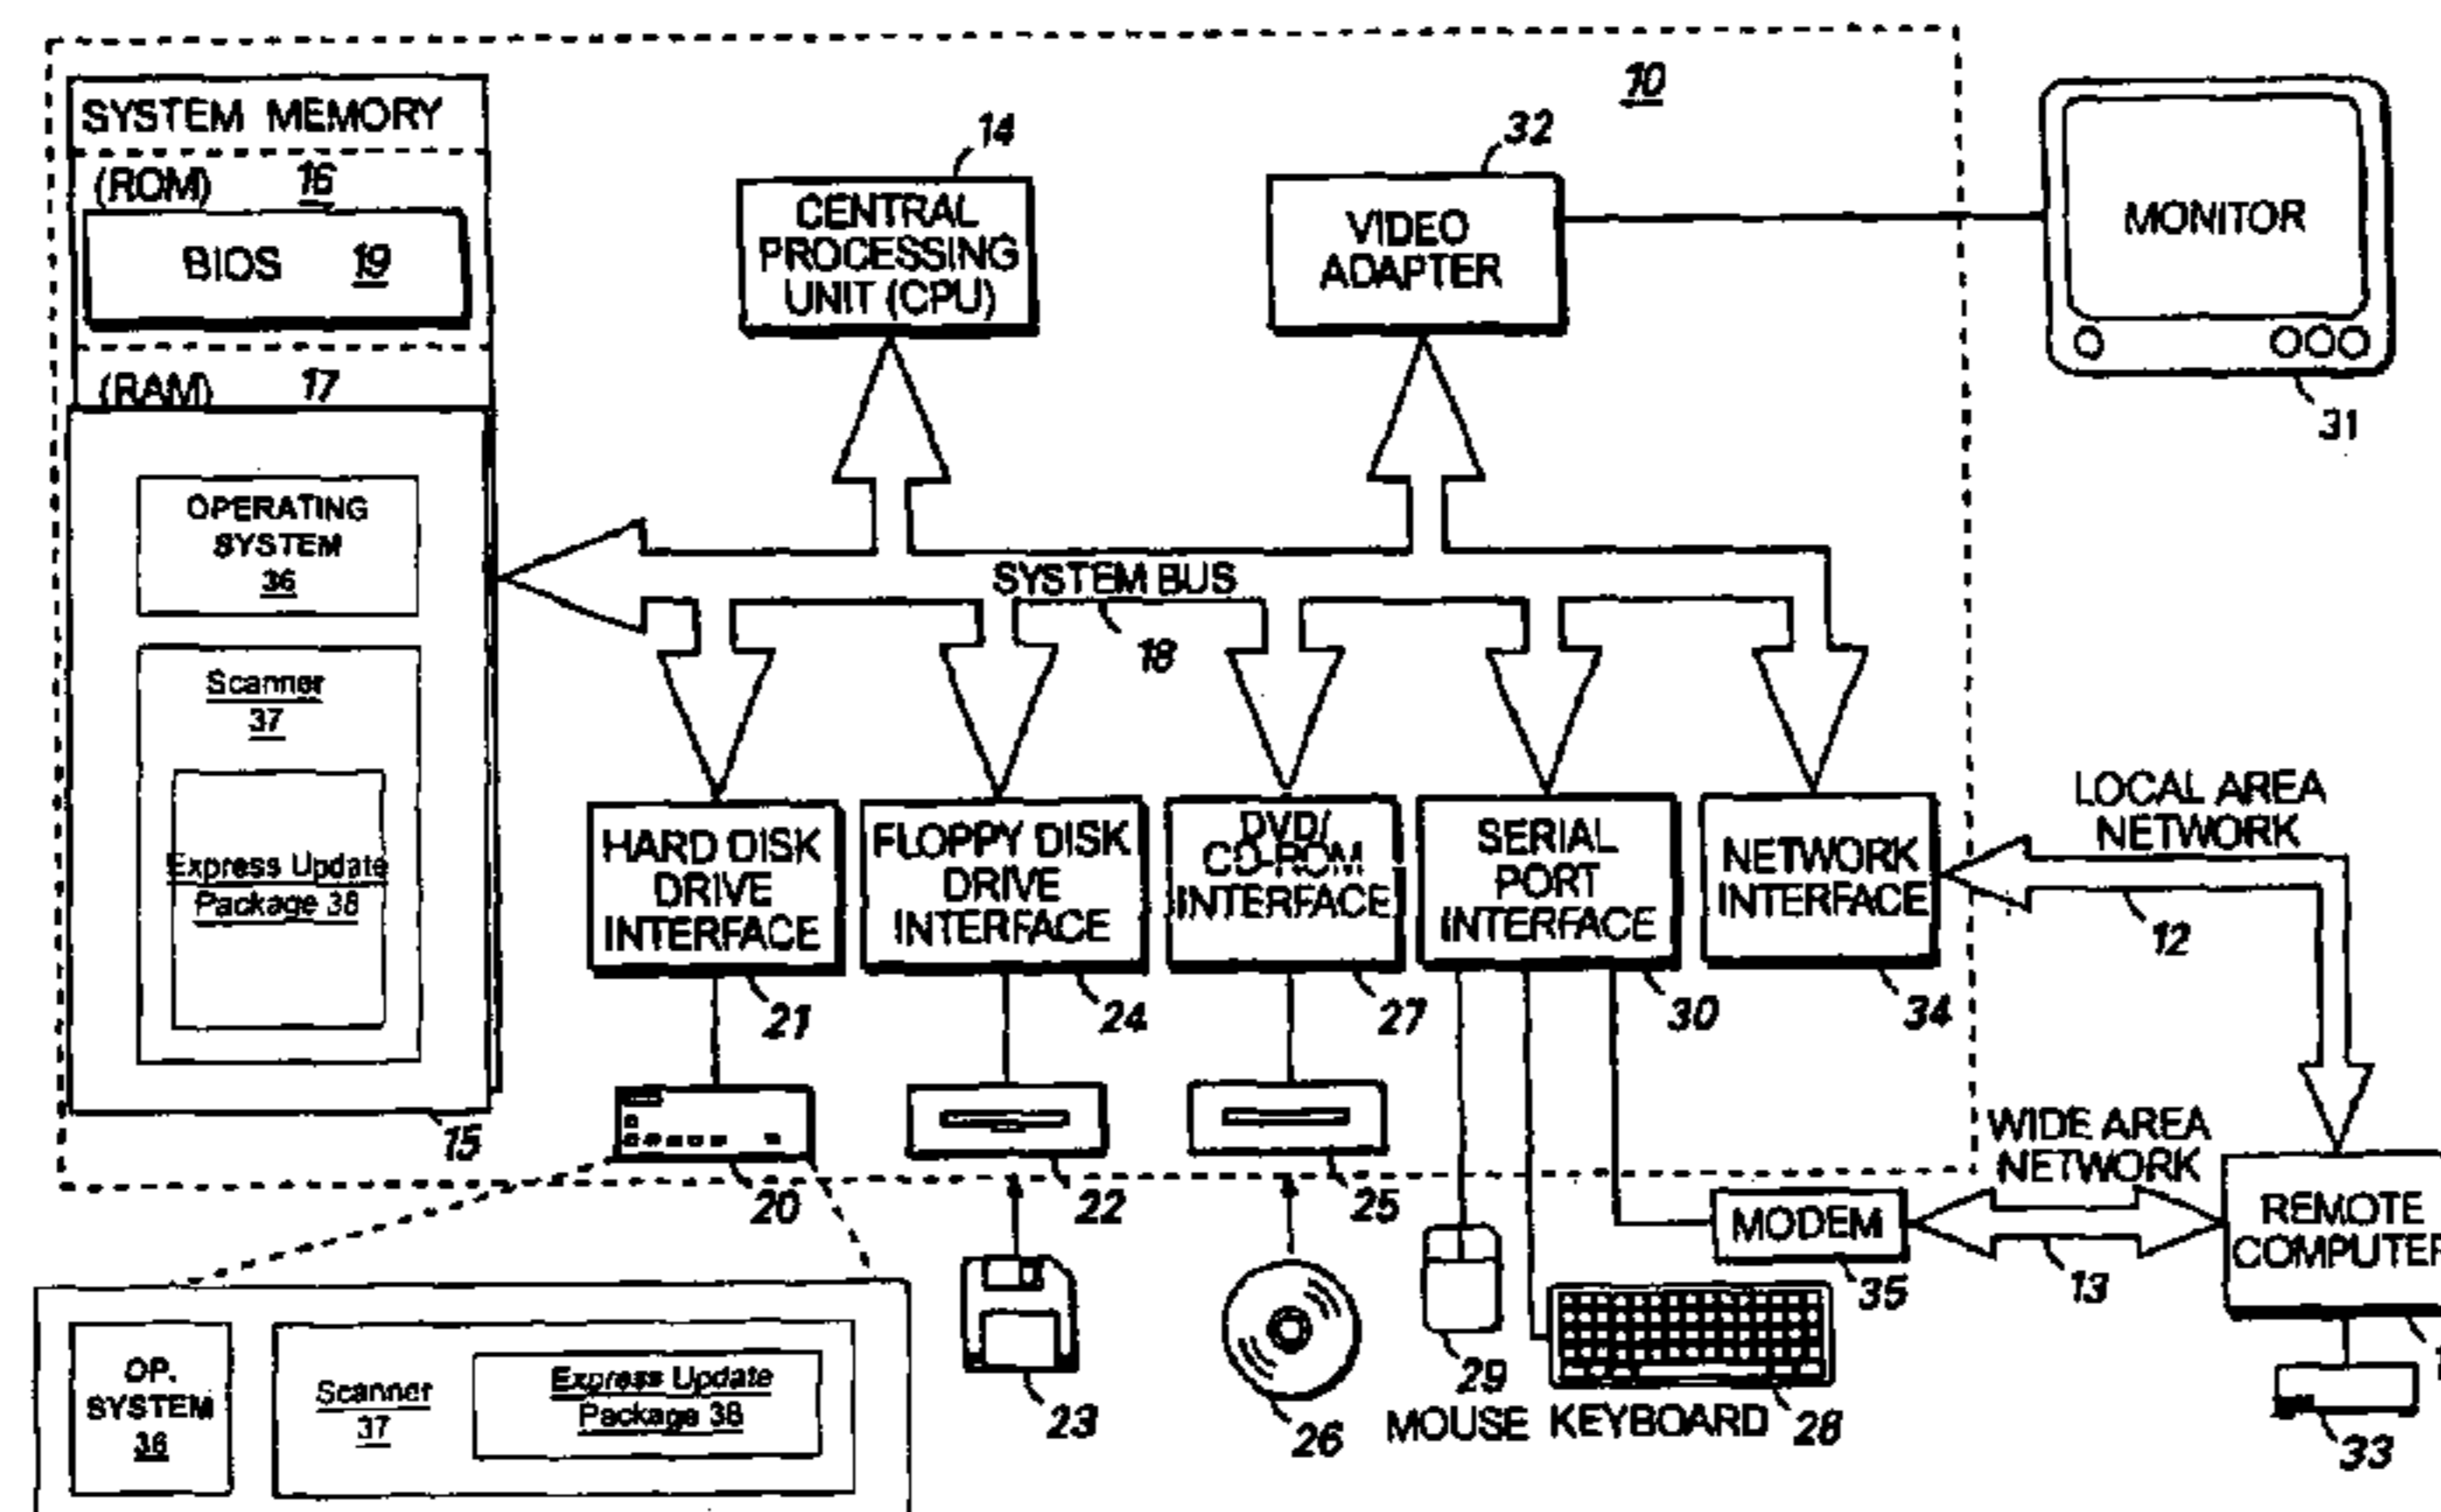 10
SYSTEM MEMORY
(ROM) 16
BIOS 19
(RAM) 17
OPERATING
SYSTEM
36
Scanner
37
Express Update
Package 38
15
14
CENTRAL
PROCESSING
UNIT (CPU)
32
VIDEO
ADAPTER
MONITOR
31
SYSTEM BUS
18
HARD DISK
DRIVE
INTERFACE
21
FLOPPY DISK
DRIVE
INTERFACE
24
DVD/
CD-ROM
INTERFACE
27
SERIAL
PORT
INTERFACE
30
NETWORK
INTERFACE
34
LOCAL AREA
NETWORK
12
20
22
25
WIDE AREA
NETWORK
MODEM
35
13
REMOTE
COMPUTER
33
OP.
SYSTEM
36
Scanner
37
Express Update
Package 38
23
26
29
MOUSE
KEYBOARD
28